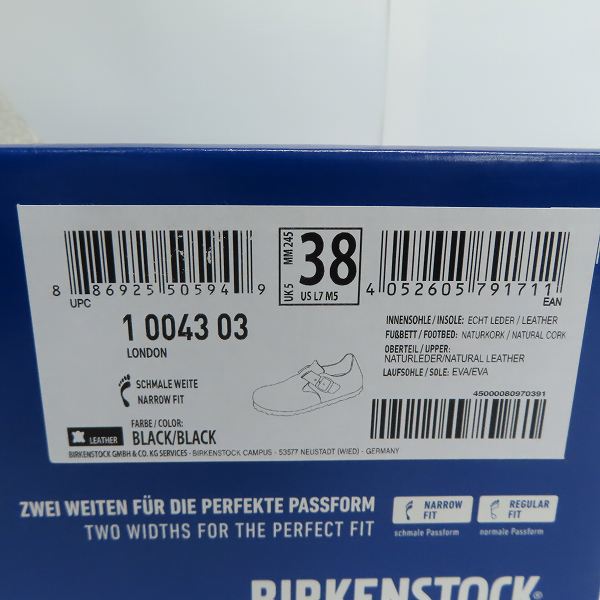 8 86925 50594 9
UPC
1 0043 03
LONDON
SCHMALE WEITE
NARROW FIT
FARBE / COLOR:
BLACK/BLACK
LEATHER
UK 5
MM 245
38
US L7 M5
4 052605 791711
EAN
INNENSOHLE / INSOLE: ECHT LEDER / LEATHER
FUßBETT / FOOTBED: NATURKORK / NATURAL CORK
OBERTEIL / UPPER:
NATURLEDER/NATURAL LEATHER
LAUFSOHLE / SOLE: EVA/EVA
45000080970391
BIRKENSTOCK GMBH & CO. KG SERVICES - BIRKENSTOCK CAMPUS - 53577 NEUSTADT (WIED) - GERMANY
ZWEI WEITEN FÜR DIE PERFEKTE PASSFORM
TWO WIDTHS FOR THE PERFECT FIT
NARROW
FIT
schmale Passform
REGULAR
FIT
normale Passform
BIRKENSTOCK®